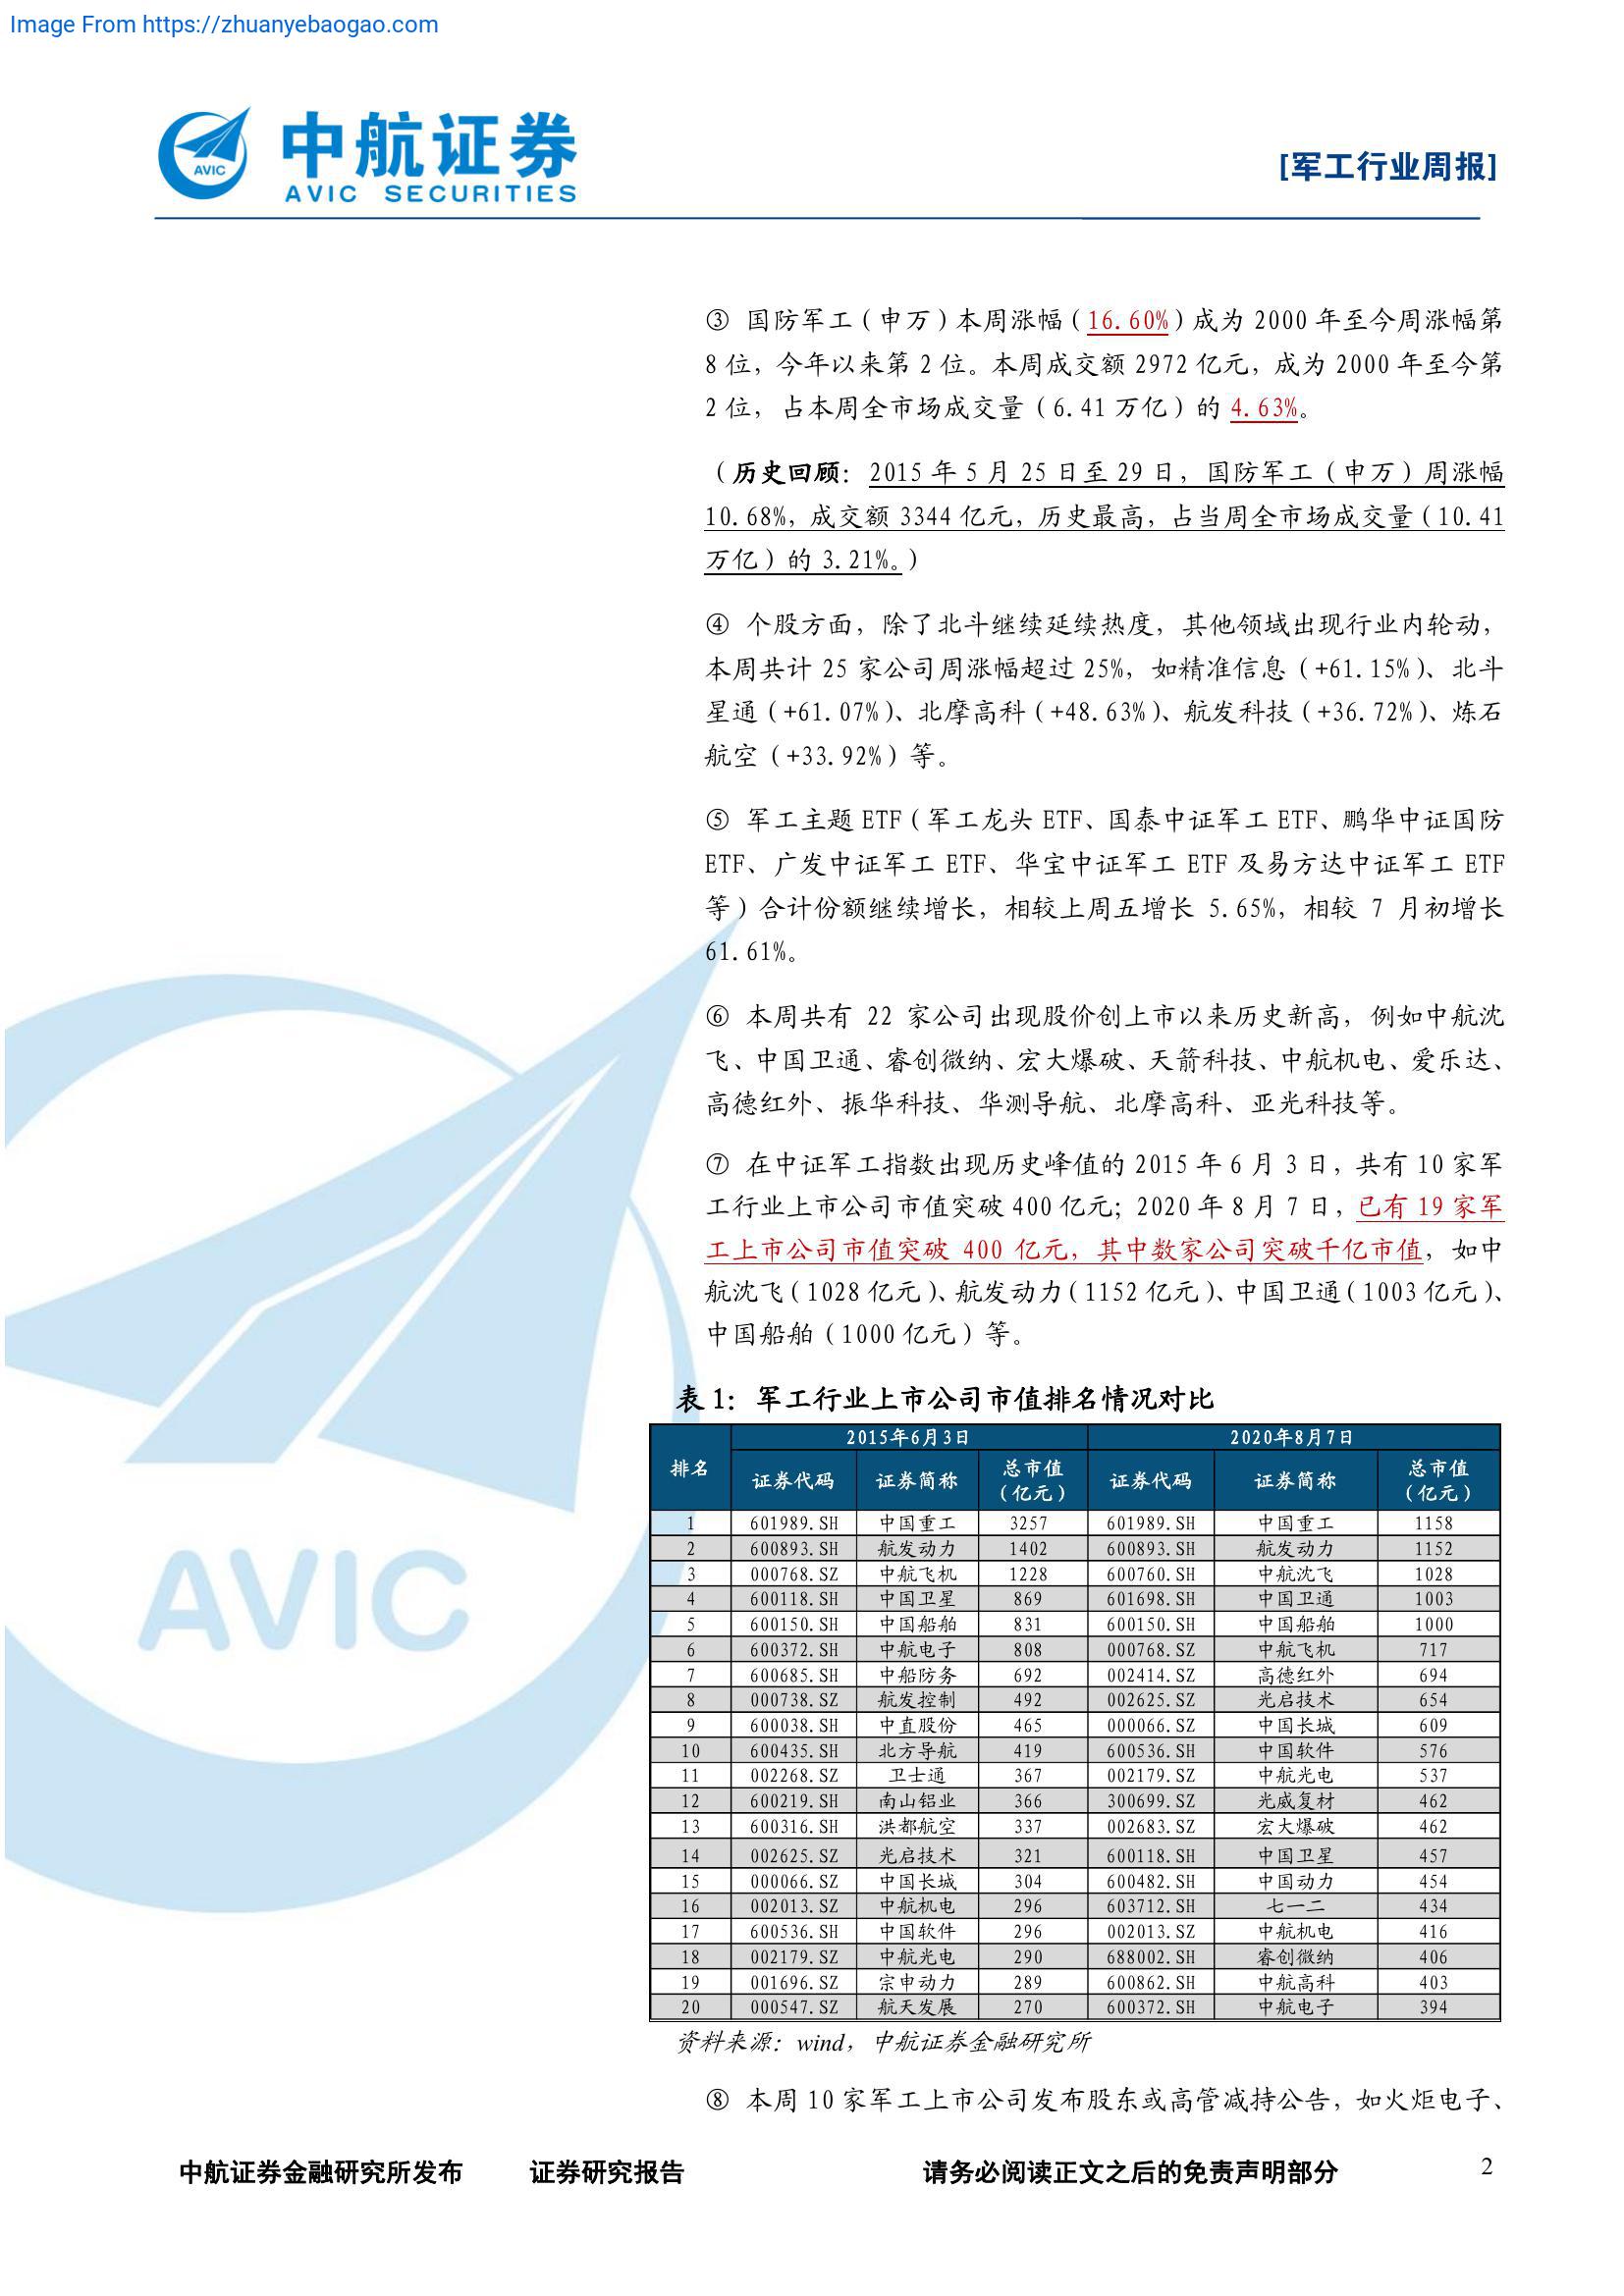 Image From https://zhuanyebaogao.com
中航证券
AVIC
AVIC SECURITIES
[军工行业周报]
③ 国防军工（申万）本周涨幅（16.60%）成为 2000 年至今周涨幅第
8 位，今年以来第 2 位。本周成交额 2972 亿元，成为 2000 年至今第
2 位，占本周全市场成交量（6.41 万亿）的 4.63%。
（历史回顾：2015 年 5 月 25 日至 29 日，国防军工（申万）周涨幅
10.68%，成交额 3344 亿元，历史最高，占当周全市场成交量（10.41
万亿）的 3.21%。）
④ 个股方面，除了北斗继续延续热度，其他领域出现行业内轮动，
本周共计 25 家公司周涨幅超过 25%，如精准信息（+61.15%）、北斗
星通（+61.07%）、北摩高科（+48.63%）、航发科技（+36.72%）、炼石
航空（+33.92%）等。
⑤ 军工主题 ETF（军工龙头 ETF、国泰中证军工 ETF、鹏华中证国防
ETF、广发中证军工 ETF、华宝中证军工 ETF 及易方达中证军工 ETF
等）合计份额继续增长，相较上周五增长 5.65%，相较 7 月初增长
61.61%。
⑥ 本周共有 22 家公司出现股价创上市以来历史新高，例如中航沈
飞、中国卫通、睿创微纳、宏大爆破、天箭科技、中航机电、爱乐达、
高德红外、振华科技、华测导航、北摩高科、亚光科技等。
⑦ 在中证军工指数出现历史峰值的 2015 年 6 月 3 日，共有 10 家军
工行业上市公司市值突破 400 亿元；2020 年 8 月 7 日，已有 19 家军
工上市公司市值突破 400 亿元，其中数家公司突破千亿市值，如中
航沈飞（1028 亿元）、航发动力（1152 亿元）、中国卫通（1003 亿元）、
中国船舶（1000 亿元）等。
AVIC
表 1：军工行业上市公司市值排名情况对比
排名 2015年6月3日 2020年8月7日
证券代码 证券简称 总市值（亿元） 证券代码 证券简称 总市值（亿元）
1 601989.SH 中国重工 3257 601989.SH 中国重工 1158
2 600893.SH 航发动力 1402 600893.SH 航发动力 1152
3 000768.SZ 中航飞机 1228 600760.SH 中航沈飞 1028
4 600118.SH 中国卫星 869 601698.SH 中国卫通 1003
5 600150.SH 中国船舶 831 600150.SH 中国船舶 1000
6 600372.SH 中航电子 808 000768.SZ 中航飞机 717
7 600685.SH 中船防务 692 002414.SZ 高德红外 694
8 000738.SZ 航发控制 492 002625.SZ 光启技术 654
9 600038.SH 中直股份 465 000066.SZ 中国长城 609
10 600435.SH 北方导航 419 600536.SH 中国软件 576
11 002268.SZ 卫士通 367 002179.SZ 中航光电 537
12 600219.SH 南山铝业 366 300699.SZ 光威复材 462
13 600316.SH 洪都航空 337 002683.SZ 宏大爆破 462
14 002625.SZ 光启技术 321 600118.SH 中国卫星 457
15 000066.SZ 中国长城 304 600482.SH 中国动力 454
16 002013.SZ 中航机电 296 603712.SH 七一二 434
17 600536.SH 中国软件 296 002013.SZ 中航机电 416
18 002179.SZ 中航光电 290 688002.SH 睿创微纳 406
19 001696.SZ 宗申动力 289 600862.SH 中航高科 403
20 000547.SZ 航天发展 270 600372.SH 中航电子 394
资料来源：wind，中航证券金融研究所
⑧ 本周 10 家军工上市公司发布股东或高管减持公告，如火炬电子、
中航证券金融研究所发布 证券研究报告 请务必阅读正文之后的免责声明部分 2